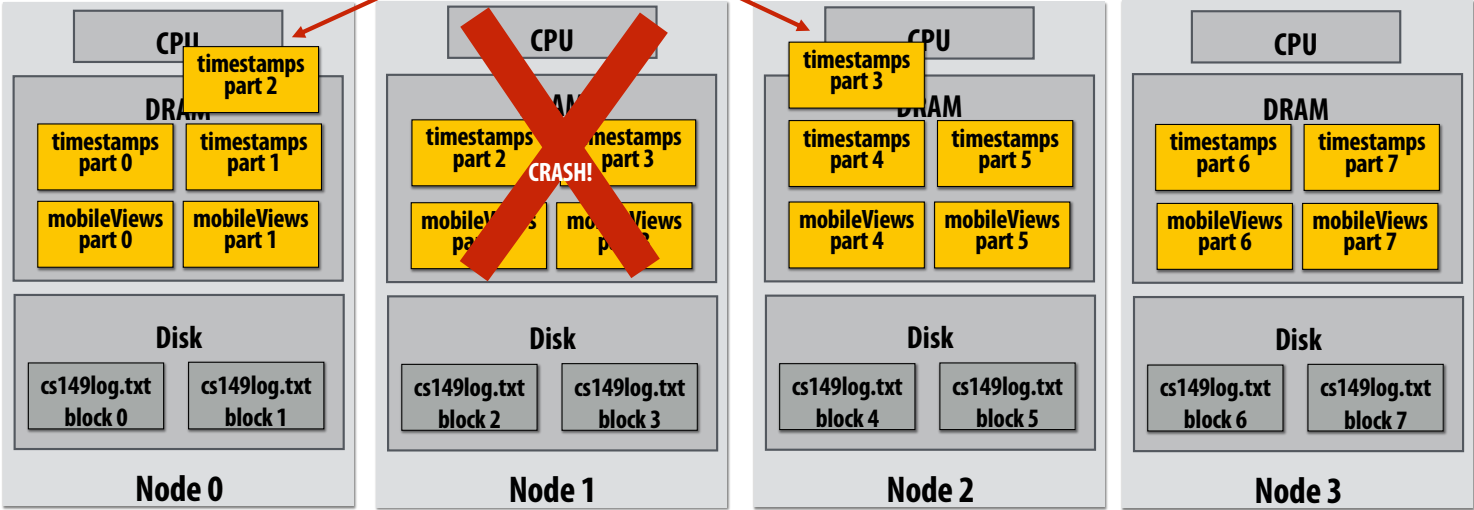 CPU
timestamps
part 2
DRAM
timestamps
part 0
timestamps
part 1
mobileViews
part 0
mobileViews
part 1
Disk
cs149log.txt
block 0
cs149log.txt
block 1
Node 0
CPU
timestamps
part 2
part 3
CRASH!
Disk
cs149log.txt
block 2
cs149log.txt
block 3
Node 1
CPU
timestamps
part 3
DRAM
timestamps
part 4
timestamps
part 5
mobileViews
part 4
mobileViews
part 5
Disk
cs149log.txt
block 4
cs149log.txt
block 5
Node 2
CPU
DRAM
timestamps
part 6
timestamps
part 7
mobileViews
part 6
mobileViews
part 7
Disk
cs149log.txt
block 6
cs149log.txt
block 7
Node 3